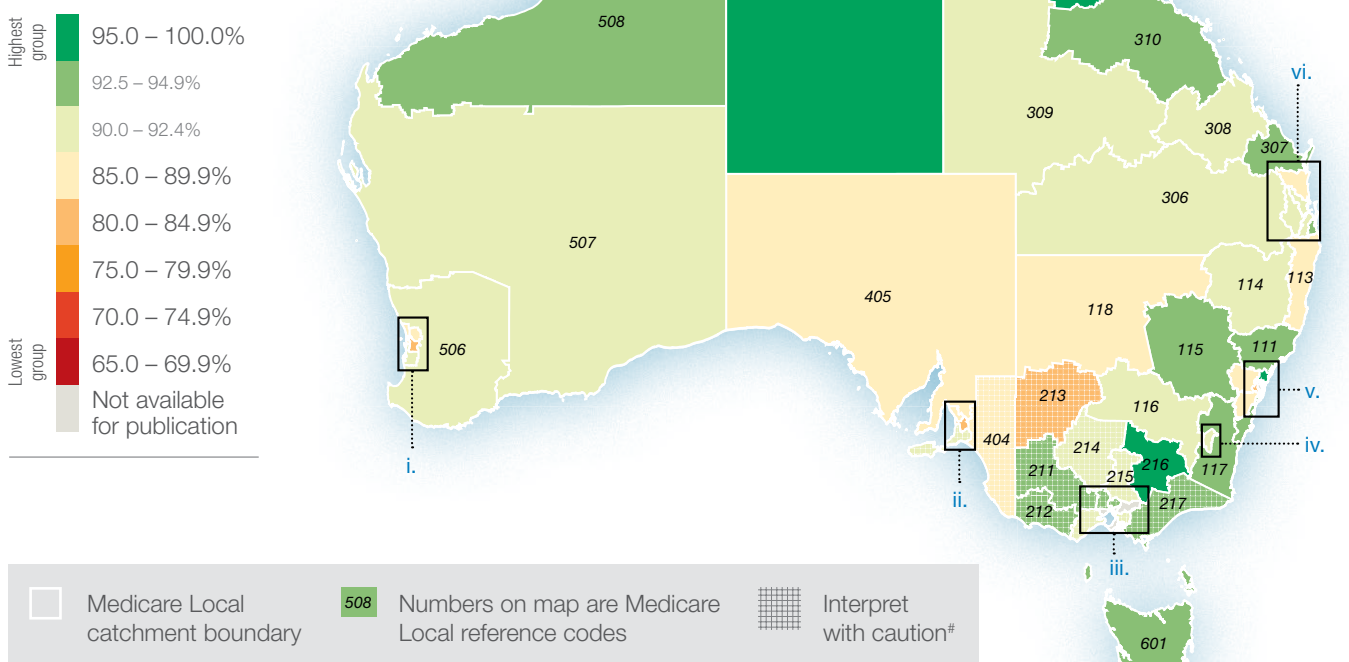 Highest
group
95.0 – 100.0%
92.5 – 94.9%
90.0 – 92.4%
85.0 – 89.9%
80.0 – 84.9%
75.0 – 79.9%
70.0 – 74.9%
65.0 – 69.9%
Lowest
group
Not available
for publication
508
310
vi.
309
308
307
306
507
405
114
113
118
506
115
111
213
116
v.
404
214
iv.
i.
211
215
216
117
ii.
212
217
iii.
Medicare Local
catchment boundary
508
Numbers on map are Medicare
Local reference codes
Interpret
with caution#
601